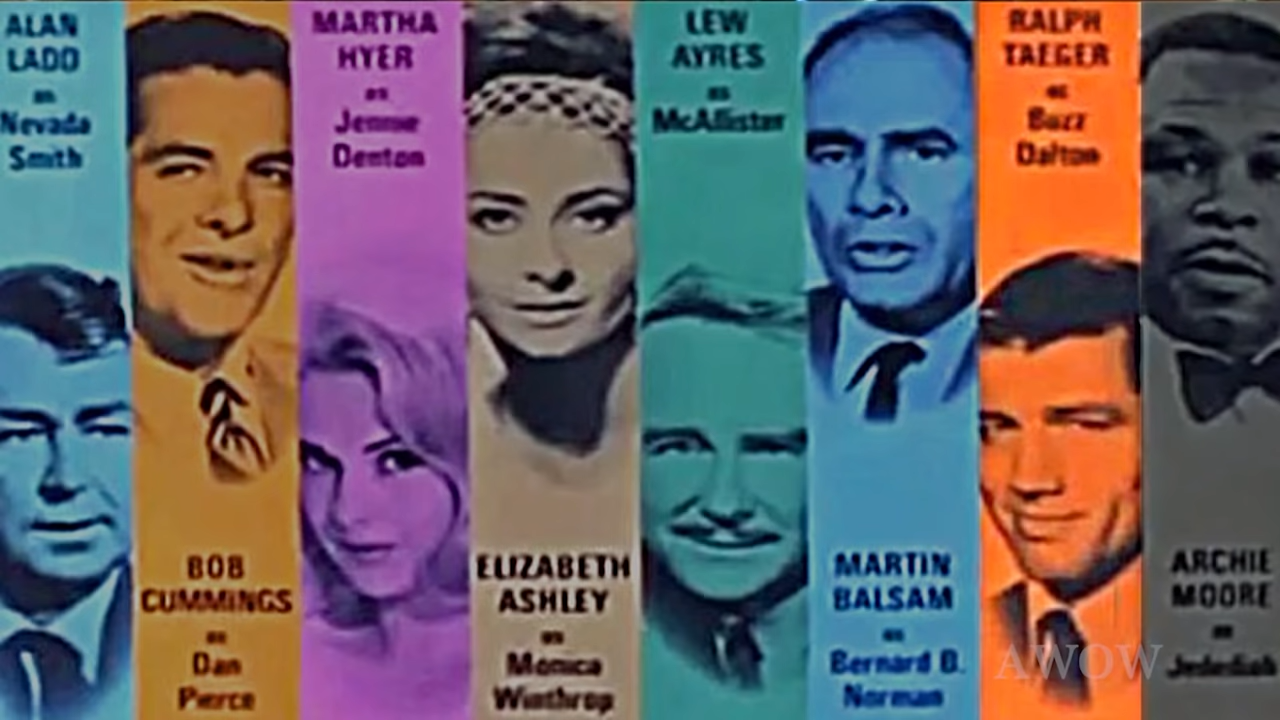 ALAN
LADD
as
Nevada
Smith
BOB
CUMMINGS
as
Dan
Pierce
MARTHA
HYER
as
Jennie
Denton
ELIZABETH
ASHLEY
as
Monica
Winthrop
LEW
AYRES
as
McAllister
MARTIN
BALSAM
as
Bernard B.
Norman
RALPH
TAEGER
as
Buzz
Dalton
ARCHIE
MOORE
as
Jedediah
AWOW